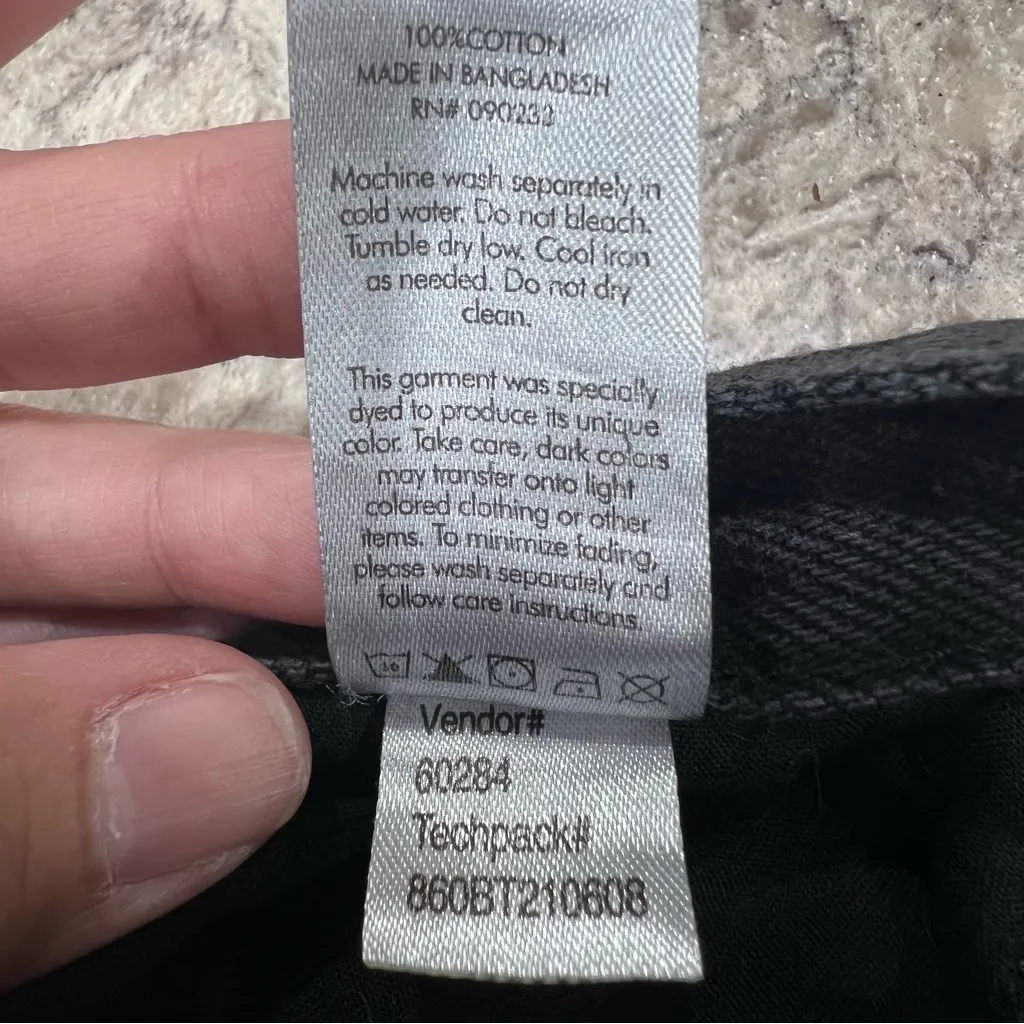 100%COTTON
MADE IN BANGLADESH
RN# 090233
Machine wash separately in
cold water. Do not bleach.
Tumble dry low. Cool iron
as needed. Do not dry
clean.
This garment was specially
dyed to produce its unique
color. Take care, dark colors
may transfer onto light
colored clothing or other
items. To minimize fading,
please wash separately and
follow care instructions.
30
Vendor#
60284
Techpack#
860BT210608